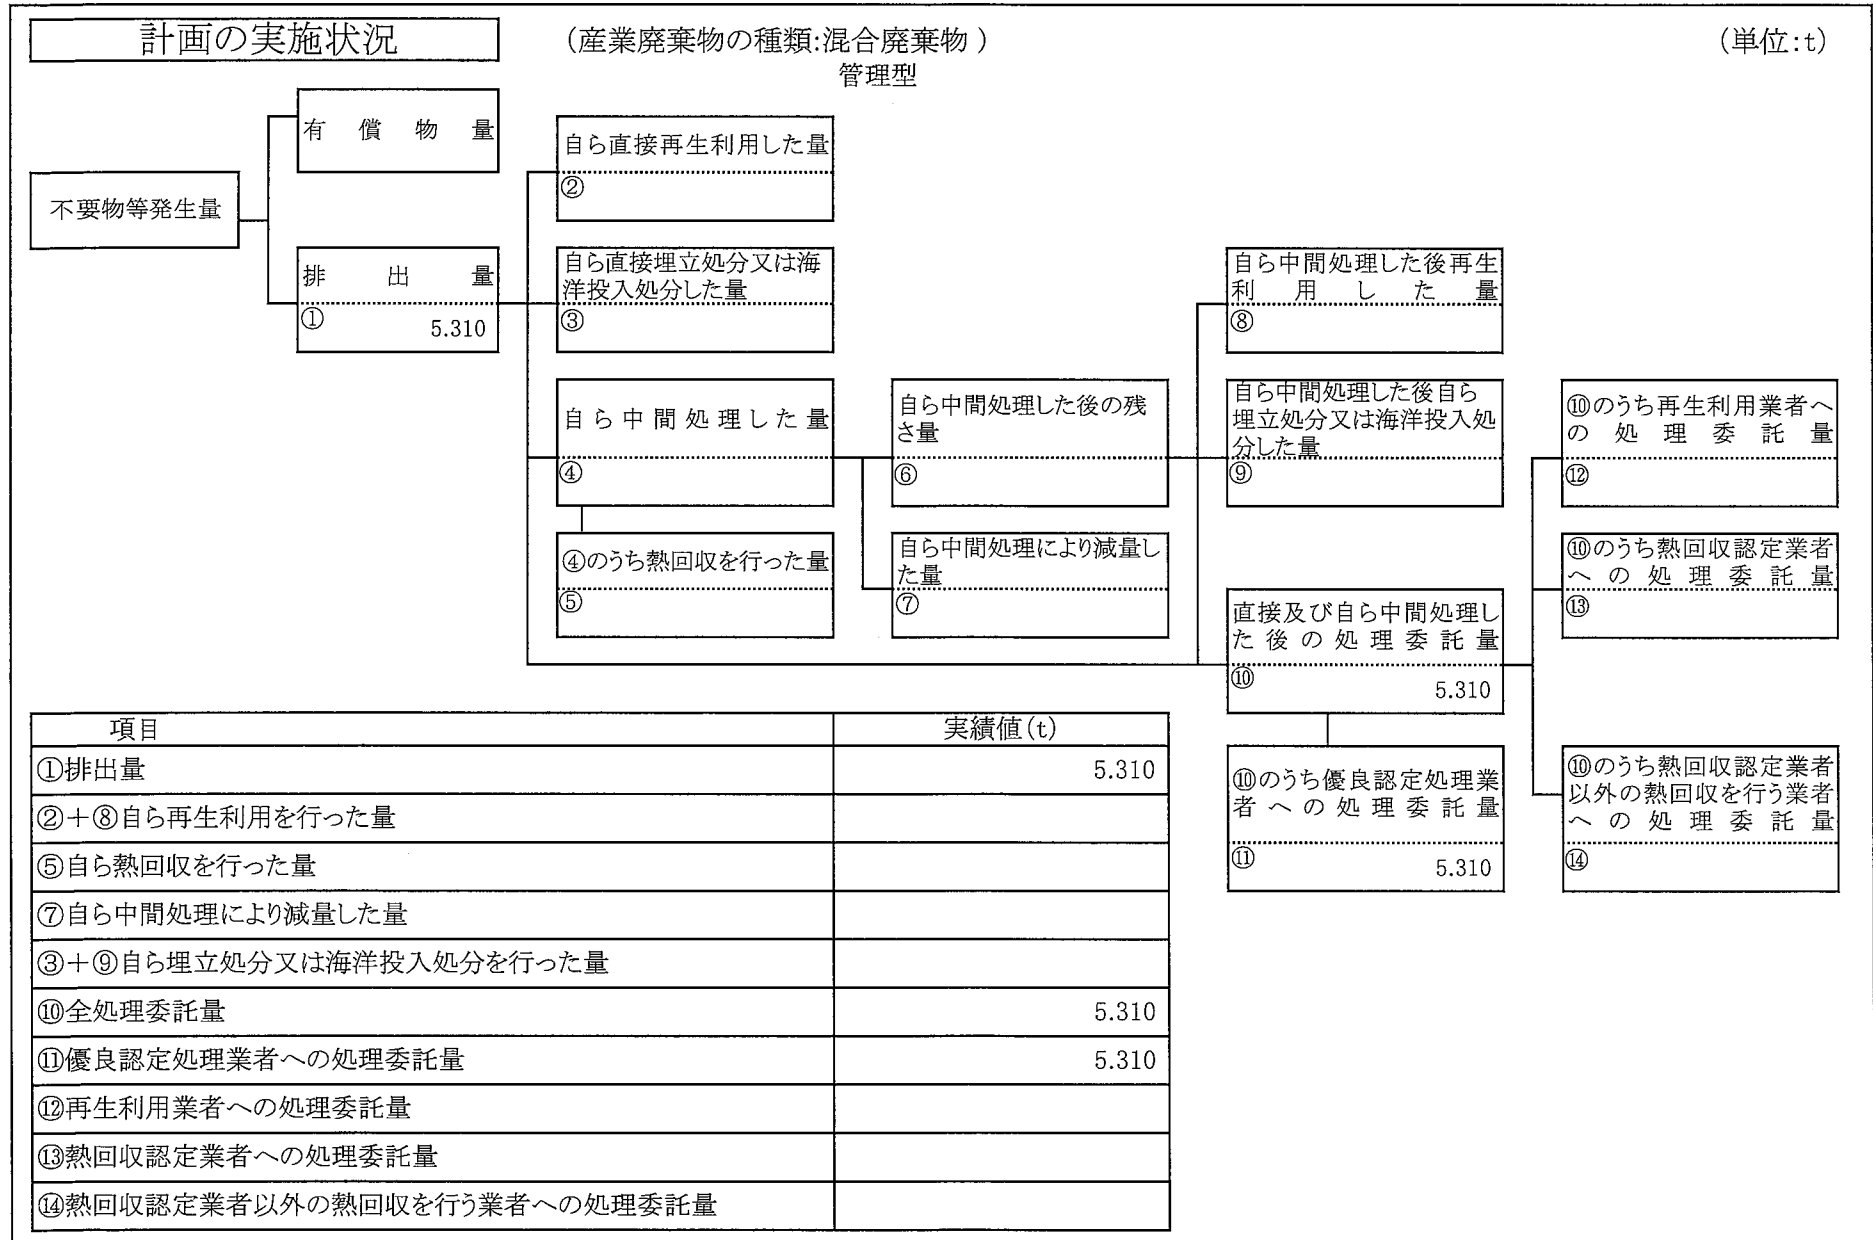 計画の実施状況
(産業廃棄物の種類:混合廃棄物 )
管理型
(単位:t)
有償物量
不要物等発生量
排出量
①
5.310
自ら直接再生利用した量
②
自ら直接埋立処分又は海
洋投入処分した量
③
自ら中間処理した量
④
④のうち熱回収を行った量
⑤
自ら中間処理した後の残
さ量
⑥
自ら中間処理により減量し
た量
⑦
自ら中間処理した後再生
利用した量
⑧
自ら中間処理した後自ら
埋立処分又は海洋投入処
分した量
⑨
直接及び自ら中間処理し
た後の処理委託量
⑩
5.310
⑩のうち優良認定処理業
者への処理委託量
⑪
5.310
⑩のうち再生利用業者へ
の処理委託量
⑫
⑩のうち熱回収認定業者
への処理委託量
⑬
⑩のうち熱回収認定業者
以外の熱回収を行う業者
への処理委託量
⑭
項目 実績値(t)
①排出量 5.310
②+⑧自ら再生利用を行った量
⑤自ら熱回収を行った量
⑦自ら中間処理により減量した量
③+⑨自ら埋立処分又は海洋投入処分を行った量
⑩全処理委託量 5.310
⑪優良認定処理業者への処理委託量 5.310
⑫再生利用業者への処理委託量
⑬熱回収認定業者への処理委託量
⑭熱回収認定業者以外の熱回収を行う業者への処理委託量